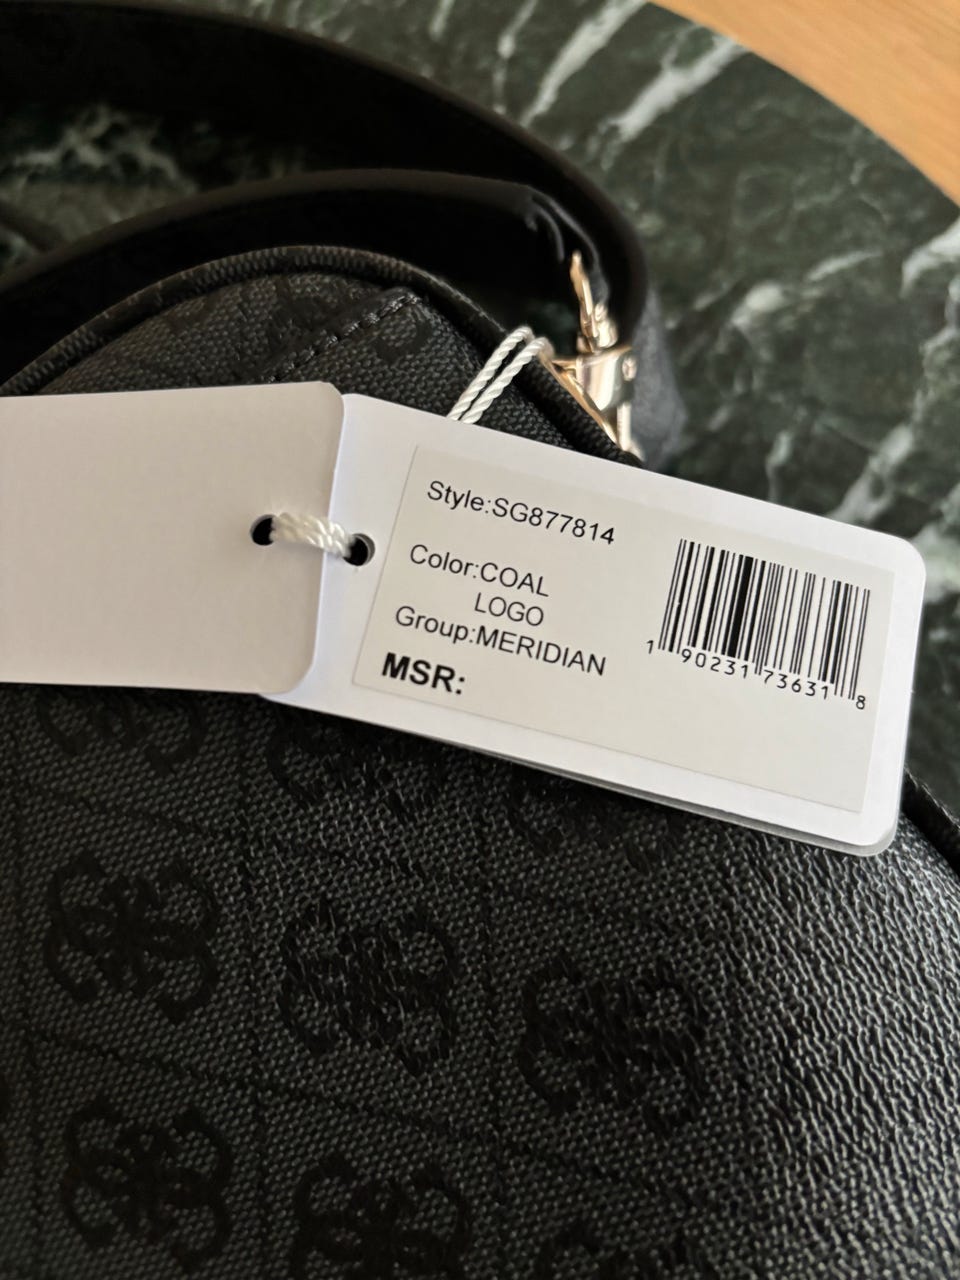 Style:SG877814
Color:COAL
LOGO
Group:MERIDIAN
MSR:
1 90231 73631 8